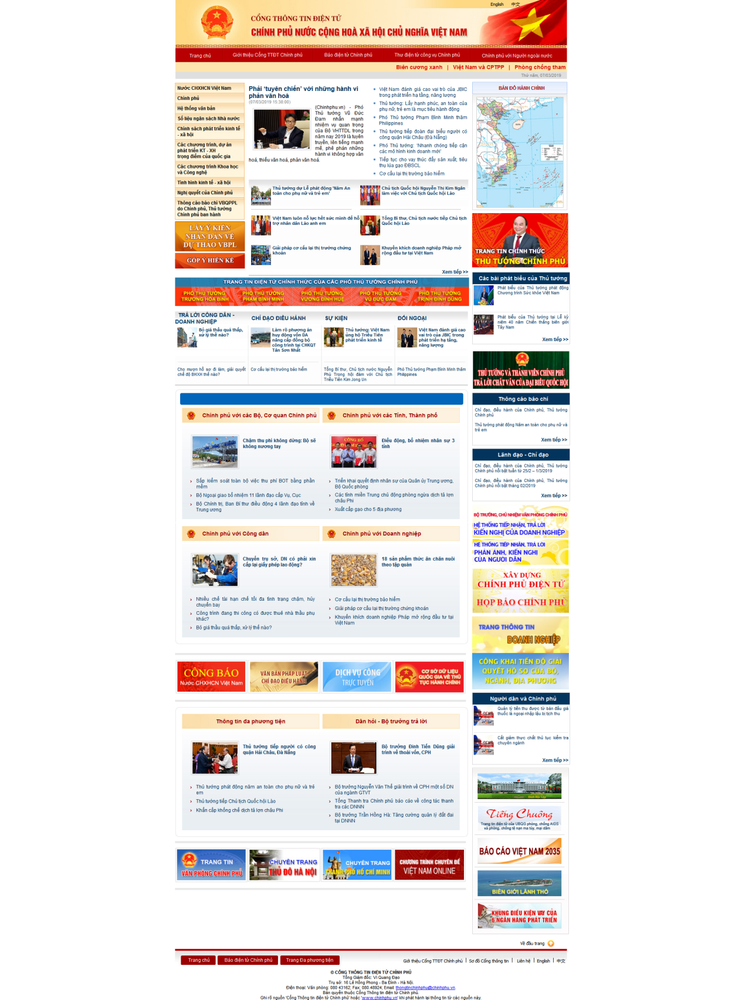 English 中文
CỔNG THÔNG TIN ĐIỆN TỬ
CHÍNH PHỦ NƯỚC CỘNG HOÀ XÃ HỘI CHỦ NGHĨA VIỆT NAM
Trang chủ
Giới thiệu Cổng TTĐT Chính phủ
Báo điện tử Chính phủ
Thư điện tử công vụ Chính phủ
Chính phủ với Người nước ngoài
Biên cương xanh | Việt Nam và CPTPP | Phòng chống tham
Thứ năm, 07/03/2019
Nước CHXHCN Việt Nam
Chính phủ
Hệ thống văn bản
Số liệu ngân sách Nhà nước
Chính sách phát triển kinh tế
- xã hội
Các chương trình, dự án
phát triển KT - XH
trọng điểm của quốc gia
Các chương trình Khoa học
và Công nghệ
Tình hình kinh tế - xã hội
Nghị quyết của Chính phủ
Thông cáo báo chí VBQPPL
do Chính phủ, Thủ tướng
Chính phủ ban hành
LẤY Ý KIẾN
NHÂN DÂN VỀ
DỰ THẢO VBPL
GÓP Ý HIẾN KẾ
Phải ‘tuyên chiến’ với những hành vi
phản văn hoá
(07/03/2019 15:38:00)
(Chinhphu.vn) - Phó
Thủ tướng Vũ Đức
Đam nhấn mạnh
nhiệm vụ quan trọng
của Bộ VHTTDL trong
năm nay 2019 là tuyên
truyền, lên tiếng mạnh
mẽ, phê phán những
hành vi không hợp văn
hoá, thiếu văn hoá, phản văn hoá.
Việt Nam đánh giá cao vai trò của JBIC
trong phát triển hạ tầng, năng lượng
Thủ tướng: Lấy hạnh phúc, an toàn của
phụ nữ, trẻ em là mục tiêu hành động
Phó Thủ tướng Phạm Bình Minh thăm
Philippines
Thủ tướng tiếp đoàn đại biểu người có
công quận Hải Châu (Đà Nẵng)
Phó Thủ tướng: ‘Nhanh chóng tiếp cận
các mô hình kinh doanh mới’
Tiếp tục cho vay thúc đẩy sản xuất, tiêu
thụ lúa gạo ĐBSCL
Cơ cấu lại thị trường bảo hiểm
Thủ tướng dự Lễ phát động 'Năm An
toàn cho phụ nữ và trẻ em'
Chủ tịch Quốc hội Nguyễn Thị Kim Ngân
làm việc với Chủ tịch Quốc hội Lào
Việt Nam luôn nỗ lực hết sức mình để hỗ
trợ nhân dân Lào anh em
Tổng Bí thư, Chủ tịch nước tiếp Chủ tịch
Quốc hội Lào
Giải pháp cơ cấu lại thị trường chứng
khoán
Khuyến khích doanh nghiệp Pháp mở
rộng đầu tư tại Việt Nam
Xem tiếp >>
TRANG TIN ĐIỆN TỬ CHÍNH THỨC CỦA CÁC PHÓ THỦ TƯỚNG CHÍNH PHỦ
PHÓ THỦ TƯỚNG
TRƯƠNG HÒA BÌNH
PHÓ THỦ TƯỚNG
PHẠM BÌNH MINH
PHÓ THỦ TƯỚNG
VƯƠNG ĐÌNH HUỆ
PHÓ THỦ TƯỚNG
VŨ ĐỨC ĐAM
PHÓ THỦ TƯỚNG
TRỊNH ĐÌNH DŨNG
TRẢ LỜI CÔNG DÂN -
DOANH NGHIỆP
CHỈ ĐẠO ĐIỀU HÀNH
SỰ KIỆN
ĐỐI NGOẠI
Bỏ giá thầu quá thấp,
xử lý thế nào?
Làm rõ phương án
huy động vốn DA
nâng cấp đồng bộ
công trình tại CHKQT
Tân Sơn Nhất
Thủ tướng: Việt Nam
ủng hộ Triều Tiên
phát triển kinh tế
Việt Nam đánh giá cao
vai trò của JBIC trong
phát triển hạ tầng,
năng lượng
Cho mượn hồ sơ đi làm, giải quyết
chế độ BHXH thế nào?
Cơ cấu lại thị trường bảo hiểm
Tổng Bí thư, Chủ tịch nước Nguyễn
Phú Trọng hội đàm với Chủ tịch
Triều Tiên Kim Jong Un
Phó Thủ tướng Phạm Bình Minh thăm
Philippines
Chính phủ với các Bộ, Cơ quan Chính phủ
Chậm thu phí không dừng: Bộ sẽ
không nương tay
Sắp kiểm soát toàn bộ việc thu phí BOT bằng phần
mềm
Bộ Ngoại giao bổ nhiệm 11 lãnh đạo cấp Vụ, Cục
Bộ Chính trị, Ban Bí thư điều động 4 lãnh đạo tỉnh về
Trung ương
Chính phủ với các Tỉnh, Thành phố
CÔNG BỐ
Điều động, bổ nhiệm nhân sự 3
tỉnh
Triển khai quyết định nhân sự của Quân ủy Trung ương,
Bộ Quốc phòng
Các tỉnh miền Trung chủ động phòng ngừa dịch tả lợn
châu Phi
Xuất cấp gạo cho 5 địa phương
Chính phủ với Công dân
Chuyển trụ sở, DN có phải xin
cấp lại giấy phép lao động?
Nhiều chế tài hạn chế tối đa tình trạng chậm, hủy
chuyến bay
Công trình đang thi công có được thuê nhà thầu phụ
khác?
Bỏ giá thầu quá thấp, xử lý thế nào?
Chính phủ với Doanh nghiệp
18 sản phẩm thức ăn chăn nuôi
theo tập quán
Cơ cấu lại thị trường bảo hiểm
Giải pháp cơ cấu lại thị trường chứng khoán
Khuyến khích doanh nghiệp Pháp mở rộng đầu tư tại
Việt Nam
CÔNG BÁO
Nước CHXHCN Việt Nam
VĂN BẢN PHÁP LUẬT
CHỈ ĐẠO ĐIỀU HÀNH
DỊCH VỤ CÔNG
TRỰC TUYẾN
CƠ SỞ DỮ LIỆU
QUỐC GIA VỀ THỦ
TỤC HÀNH CHÍNH
Thông tin đa phương tiện
Thủ tướng tiếp người có công
quận Hải Châu, Đà Nẵng
Thủ tướng phát động năm an toàn cho phụ nữ và trẻ
em
Thủ tướng tiếp Chủ tịch Quốc hội Lào
Khẩn cấp khống chế dịch tả lợn châu Phi
Dân hỏi - Bộ trưởng trả lời
Bộ trưởng Đinh Tiến Dũng giải
trình về thoái vốn, CPH
Bộ trưởng Nguyễn Văn Thể giải trình về CPH một số DN
của ngành GTVT
Tổng Thanh tra Chính phủ báo cáo về công tác thanh
tra các DNNN
Bộ trưởng Trần Hồng Hà: Tăng cường quản lý đất đai
tại DNNN
TRANG TIN
VĂN PHÒNG CHÍNH PHỦ
CHUYÊN TRANG
THỦ ĐÔ HÀ NỘI
CHUYÊN TRANG
THÀNH PHỐ HỒ CHÍ MINH
CHƯƠNG TRÌNH CHUYÊN ĐỀ
VIỆT NAM ONLINE
BẢN ĐỒ HÀNH CHÍNH
TRANG TIN CHÍNH THỨC
THỦ TƯỚNG CHÍNH PHỦ
Các bài phát biểu của Thủ tướng
Phát biểu của Thủ tướng phát động
Chương trình Sức khỏe Việt Nam
Phát biểu của Thủ tướng tại Lễ kỷ
niệm 40 năm Chiến thắng biên giới
Tây Nam
Xem tiếp >>
THỦ TƯỚNG VÀ THÀNH VIÊN CHÍNH PHỦ
TRẢ LỜI CHẤT VẤN CỦA ĐẠI BIỂU QUỐC HỘI
Thông cáo báo chí
Chỉ đạo, điều hành của Chính phủ, Thủ tướng
Chính phủ
Thủ tướng phát động Năm an toàn cho phụ nữ và
trẻ em
Xem tiếp >>
Lãnh đạo - Chỉ đạo
Chỉ đạo, điều hành của Chính phủ, Thủ tướng
Chính phủ nổi bật tuần từ 25/2 – 1/3/2019
Chỉ đạo, điều hành của Chính phủ, Thủ tướng
Chính phủ nổi bật tháng 02/2019
Xem tiếp >>
BỘ TRƯỞNG, CHỦ NHIỆM VĂN PHÒNG CHÍNH PHỦ
HỆ THỐNG TIẾP NHẬN, TRẢ LỜI
KIẾN NGHỊ CỦA DOANH NGHIỆP
HỆ THỐNG TIẾP NHẬN, TRẢ LỜI
PHẢN ÁNH, KIẾN NGHỊ
CỦA NGƯỜI DÂN
XÂY DỰNG
CHÍNH PHỦ ĐIỆN TỬ
HỌP BÁO CHÍNH PHỦ
TRANG THÔNG TIN
DOANH NGHIỆP
CÔNG KHAI TIẾN ĐỘ GIẢI
QUYẾT HỒ SƠ CỦA BỘ,
NGÀNH, ĐỊA PHƯƠNG
Người dân và Chính phủ
Quản lý tiền thu được từ bán đấu giá
thuốc lá ngoại nhập lậu bị tịch thu
Cắt giảm thực chất thủ tục kiểm tra
chuyên ngành
Xem tiếp >>
Dinh Độc Lập
Tiếng Chuông
Trang tin điện tử của UBQG phòng, chống AIDS
và phòng, chống tệ nạn ma túy, mại dâm
BÁO CÁO VIỆT NAM 2035
BIÊN GIỚI LÃNH THỔ
KHUNG ĐIỀU KIỆN VAY CỦA
6 NGÂN HÀNG PHÁT TRIỂN
Về đầu trang
Trang chủ
Báo điện tử Chính phủ
Trang Đa phương tiện
Giới thiệu Cổng TTĐT Chính phủ | Sơ đồ Cổng thông tin | Liên hệ | English | 中文
© CỔNG THÔNG TIN ĐIỆN TỬ CHÍNH PHỦ
Tổng Giám đốc: Vi Quang Đạo
Trụ sở: 16 Lê Hồng Phong - Ba Đình - Hà Nội.
Điện thoại: Văn phòng: 080 43162; Fax: 080.48924; Email: thongtinchinhphu@chinhphu.vn.
Bản quyền thuộc Cổng Thông tin điện tử Chính phủ.
Ghi rõ nguồn 'Cổng Thông tin điện tử Chính phủ' hoặc 'www.chinhphu.vn' khi phát hành lại thông tin từ các nguồn này.